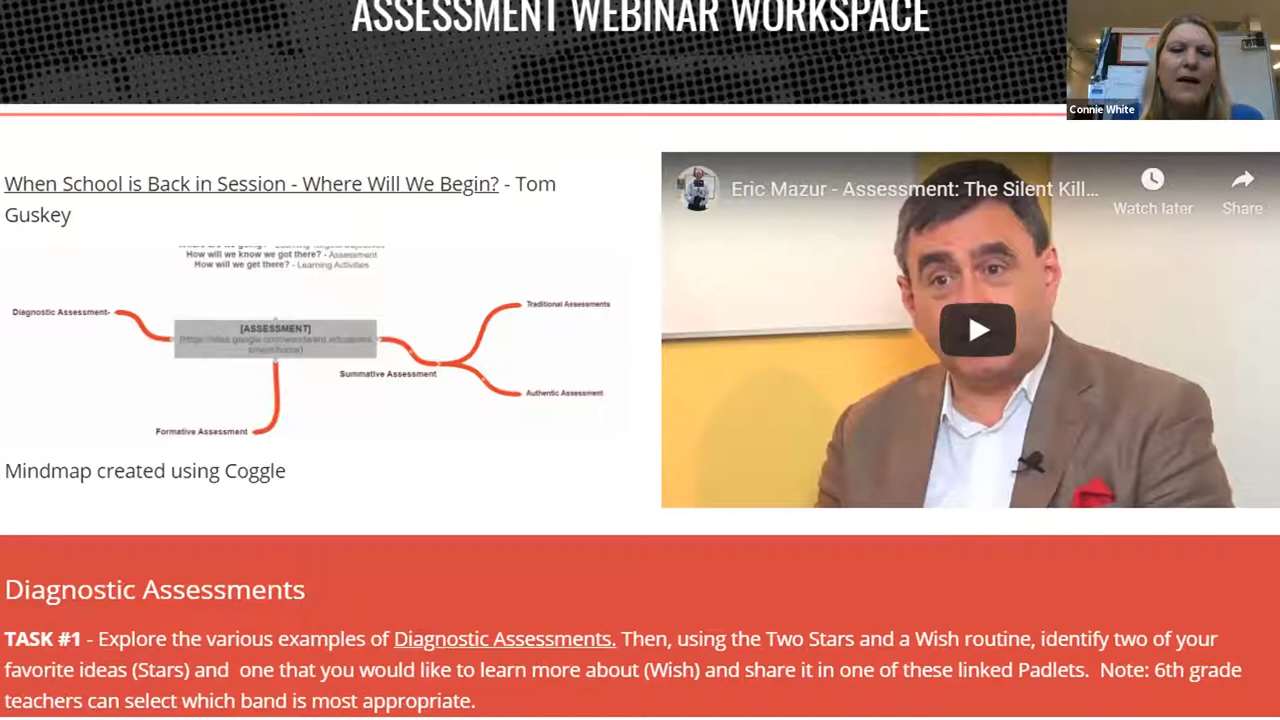 ASSESSMENT WEBINAR WORKSPACE
Connie White
When School is Back in Session - Where Will We Begin? - Tom
Guskey
How will we know we got there? - Assessment
How will we get there? - Learning Activities
Diagnostic Assessment-
[ASSESSMENT]
Traditional Assessments
Summative Assessment
Authentic Assessment
Formative Assessment
Mindmap created using Coggle
Eric Mazur - Assessment: The Silent Kill...
Watch later
Share
Diagnostic Assessments
TASK #1 - Explore the various examples of Diagnostic Assessments. Then, using the Two Stars and a Wish routine, identify two of your
favorite ideas (Stars) and one that you would like to learn more about (Wish) and share it in one of these linked Padlets. Note: 6th grade
teachers can select which band is most appropriate.